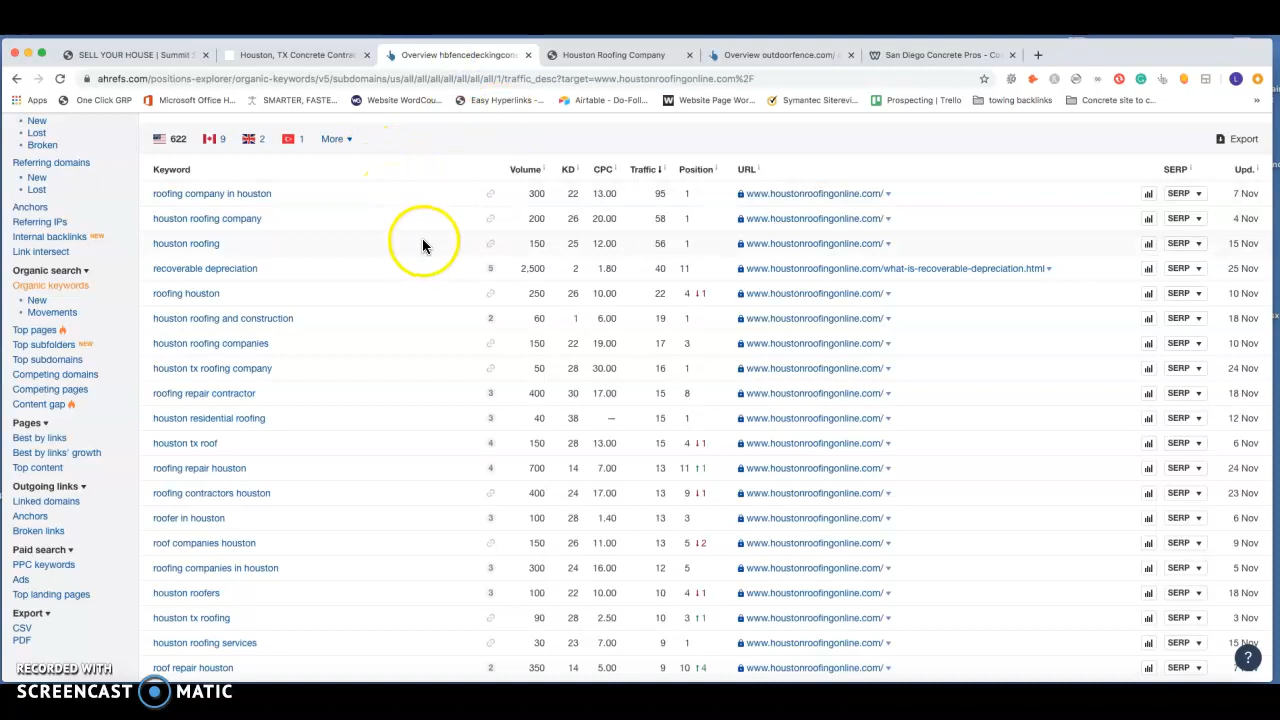 SELL YOUR HOUSE | Summit S
Houston, TX Concrete Contrac
Overview hbfencedeckingconc
Houston Roofing Company
Overview outdoorfence.com/ o
San Diego Concrete Pros - Co
ahrefs.com/positions-explorer/organic-keywords/v5/subdomains/us/all/all/all/all/all/all/all/1/traffic_desc?target=www.houstonroofingonline.com%2F
Apps One Click GRP Microsoft Office H... SMARTER, FASTE... Website WordCou... Easy Hyperlinks -... Airtable - Do-Foll... Website Page Wor... Symantec Siterevi... Prospecting | Trello towing backlinks Concrete site to c... »
New
Lost
Broken
Referring domains
New
Lost
Anchors
Referring IPs
Internal backlinks NEW
Link intersect
Organic search
Organic keywords
New
Movements
Top pages
Top subfolders NEW
Top subdomains
Competing domains
Competing pages
Content gap
Pages
Best by links
Best by links' growth
Top content
Outgoing links
Linked domains
Anchors
Broken links
Paid search
PPC keywords
Ads
Top landing pages
Export
CSV
PDF
622 9 2 1 More Export
Keyword Volume KD CPC Traffic Position URL SERP Upd.
roofing company in houston 300 22 13.00 95 1 www.houstonroofingonline.com/ SERP 7 Nov
houston roofing company 200 26 20.00 58 1 www.houstonroofingonline.com/ SERP 4 Nov
houston roofing 150 25 12.00 56 1 www.houstonroofingonline.com/ SERP 15 Nov
recoverable depreciation 5 2,500 2 1.80 40 11 www.houstonroofingonline.com/what-is-recoverable-depreciation.html SERP 25 Nov
roofing houston 250 26 10.00 22 4 ↓1 www.houstonroofingonline.com/ SERP 10 Nov
houston roofing and construction 2 60 1 6.00 19 1 www.houstonroofingonline.com/ SERP 18 Nov
houston roofing companies 150 22 19.00 17 3 www.houstonroofingonline.com/ SERP 10 Nov
houston tx roofing company 50 28 30.00 16 1 www.houstonroofingonline.com/ SERP 24 Nov
roofing repair contractor 3 400 30 17.00 15 8 www.houstonroofingonline.com/ SERP 18 Nov
houston residential roofing 3 40 38 — 15 1 www.houstonroofingonline.com/ SERP 12 Nov
houston tx roof 4 150 28 13.00 15 4 ↓1 www.houstonroofingonline.com/ SERP 6 Nov
roofing repair houston 4 700 14 7.00 13 11 ↑1 www.houstonroofingonline.com/ SERP 24 Nov
roofing contractors houston 400 24 17.00 13 9 ↓1 www.houstonroofingonline.com/ SERP 23 Nov
roofer in houston 3 100 28 1.40 13 3 www.houstonroofingonline.com/ SERP 6 Nov
roof companies houston 150 26 11.00 13 5 ↓2 www.houstonroofingonline.com/ SERP 9 Nov
roofing companies in houston 3 300 24 16.00 12 5 www.houstonroofingonline.com/ SERP 5 Nov
houston roofers 3 100 22 10.00 10 4 ↓1 www.houstonroofingonline.com/ SERP 18 Nov
houston tx roofing 90 28 2.50 10 3 ↑1 www.houstonroofingonline.com/ SERP 3 Nov
houston roofing services 30 23 7.00 9 1 www.houstonroofingonline.com/ SERP 15 Nov
roof repair houston 2 350 14 5.00 9 10 ↑4 www.houstonroofingonline.com/ SERP
?
RECORDED WITH
SCREENCAST MATIC